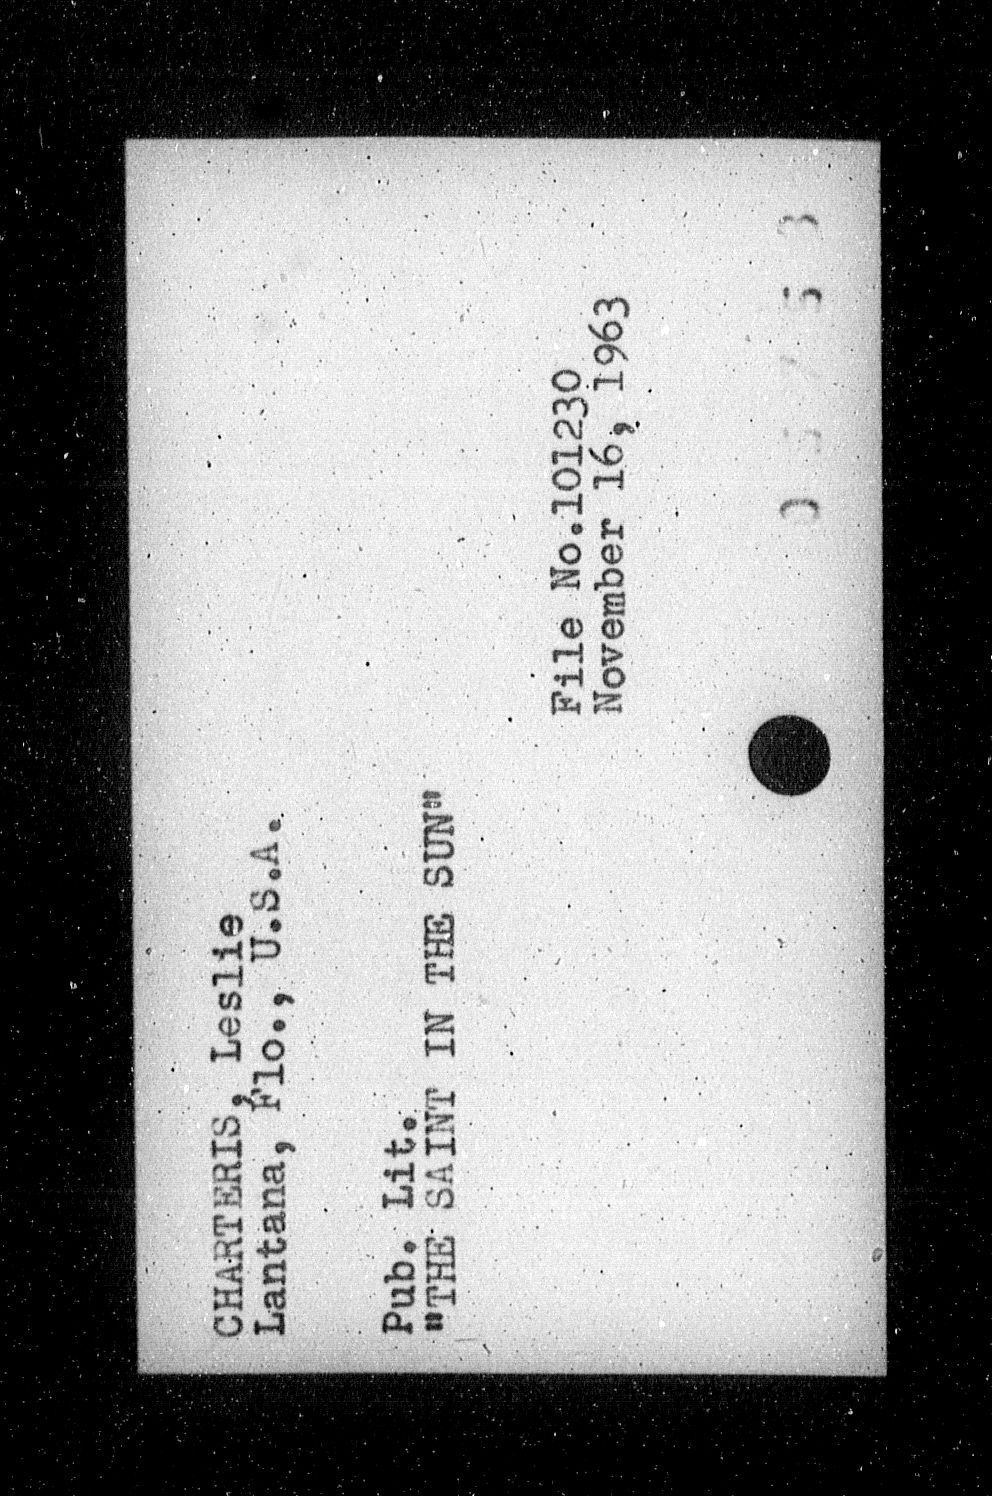 CHARTERIS, Leslie
Lantana, Flo., U.S.A.
Pub. Lit.
"THE SAINT IN THE SUN"
File No.101230
November 16, 1963